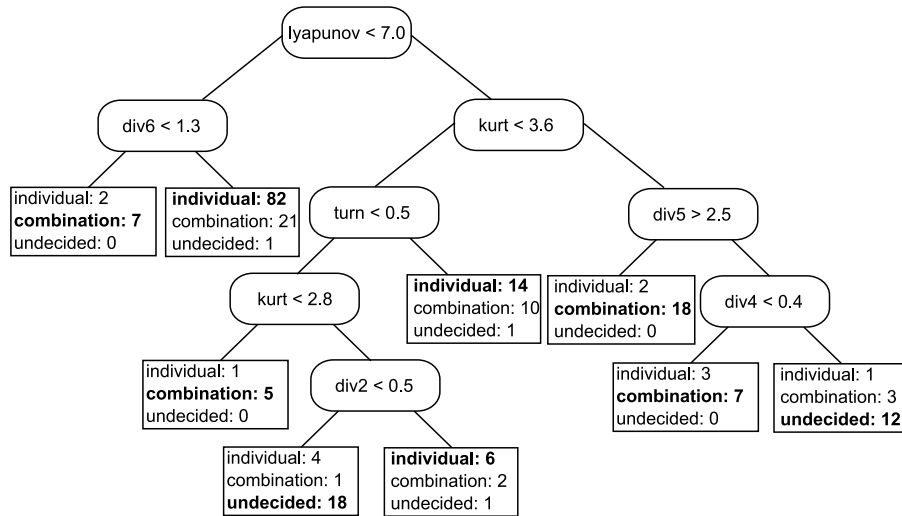 lyapunov < 7.0
div6 < 1.3
kurt < 3.6
individual: 2
combination: 7
undecided: 0
individual: 82
combination: 21
undecided: 1
turn < 0.5
div5 > 2.5
kurt < 2.8
individual: 14
combination: 10
undecided: 1
individual: 2
combination: 18
undecided: 0
div4 < 0.4
individual: 1
combination: 5
undecided: 0
div2 < 0.5
individual: 3
combination: 7
undecided: 0
individual: 1
combination: 3
undecided: 12
individual: 4
combination: 1
undecided: 18
individual: 6
combination: 2
undecided: 1